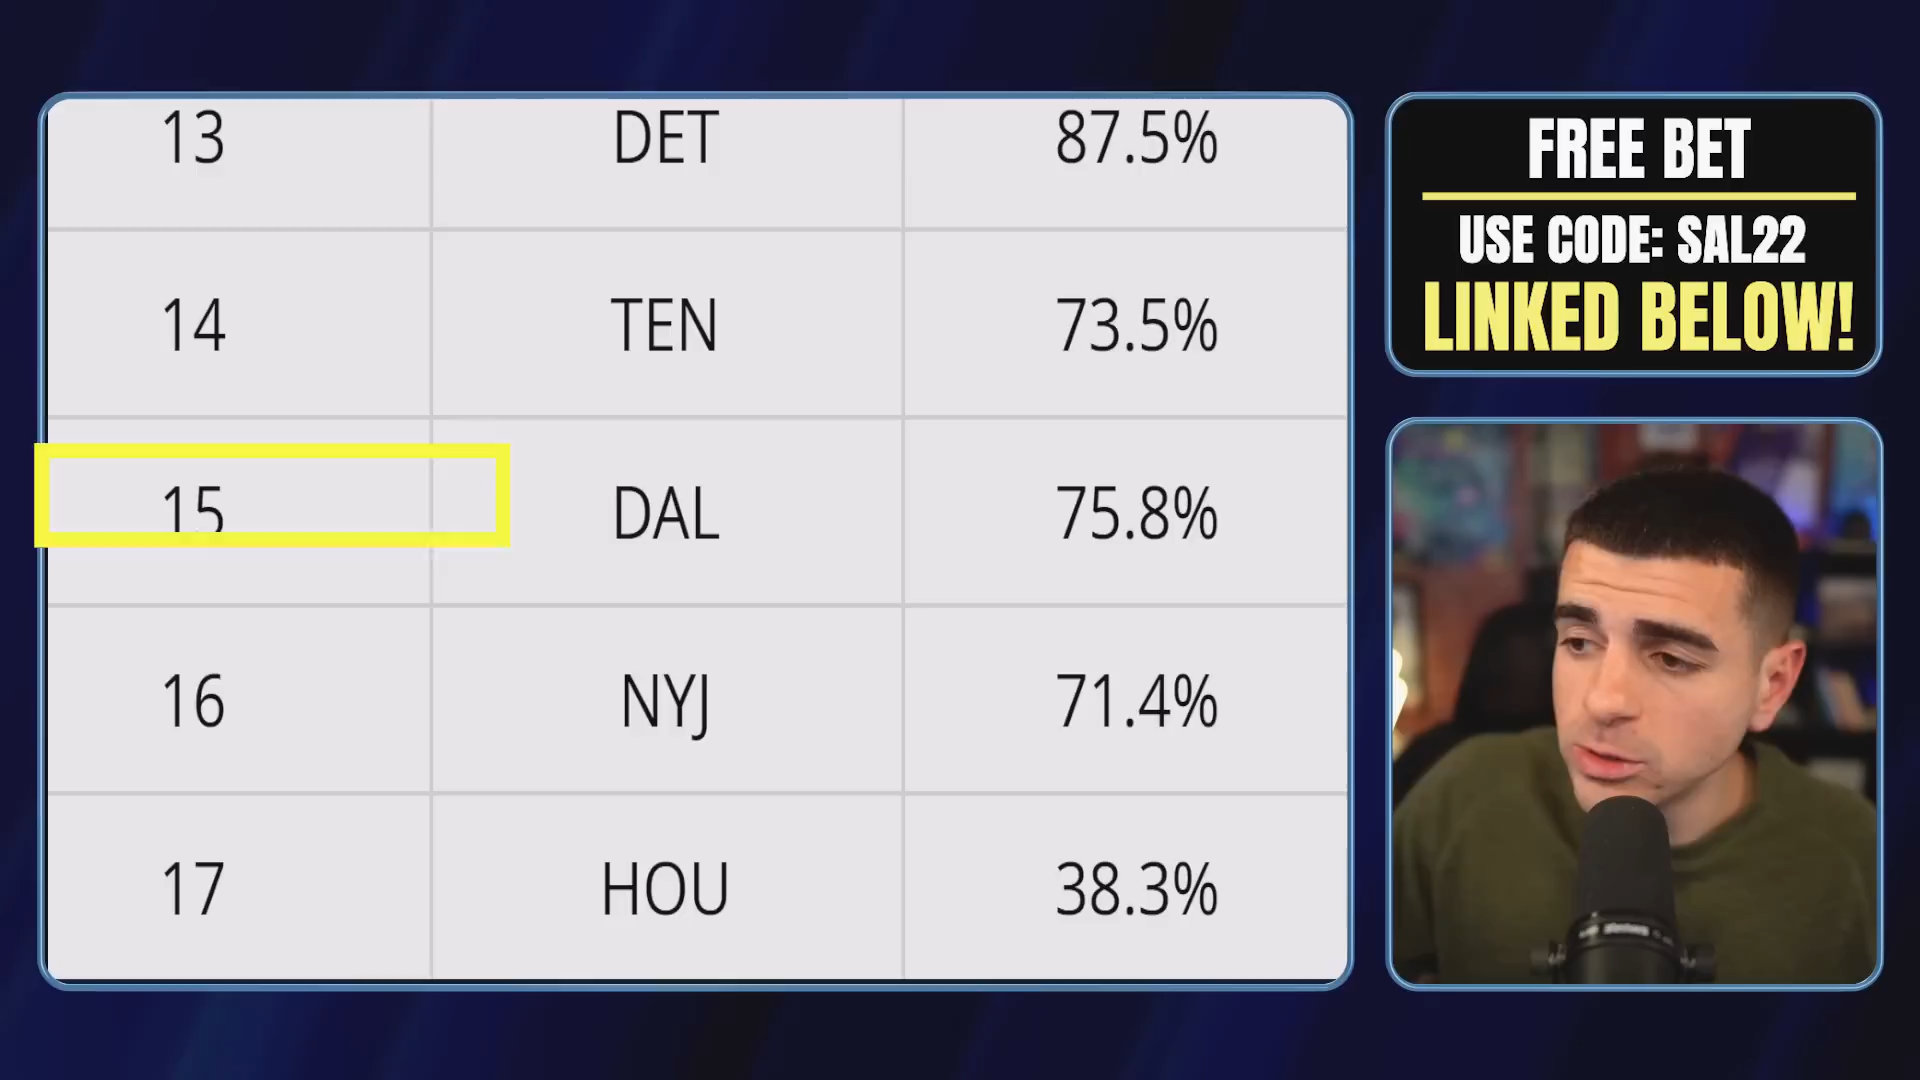 13 DET 87.5%
14 TEN 73.5%
15 DAL 75.8%
16 NYJ 71.4%
17 HOU 38.3%
FREE BET
USE CODE: SAL22
LINKED BELOW!